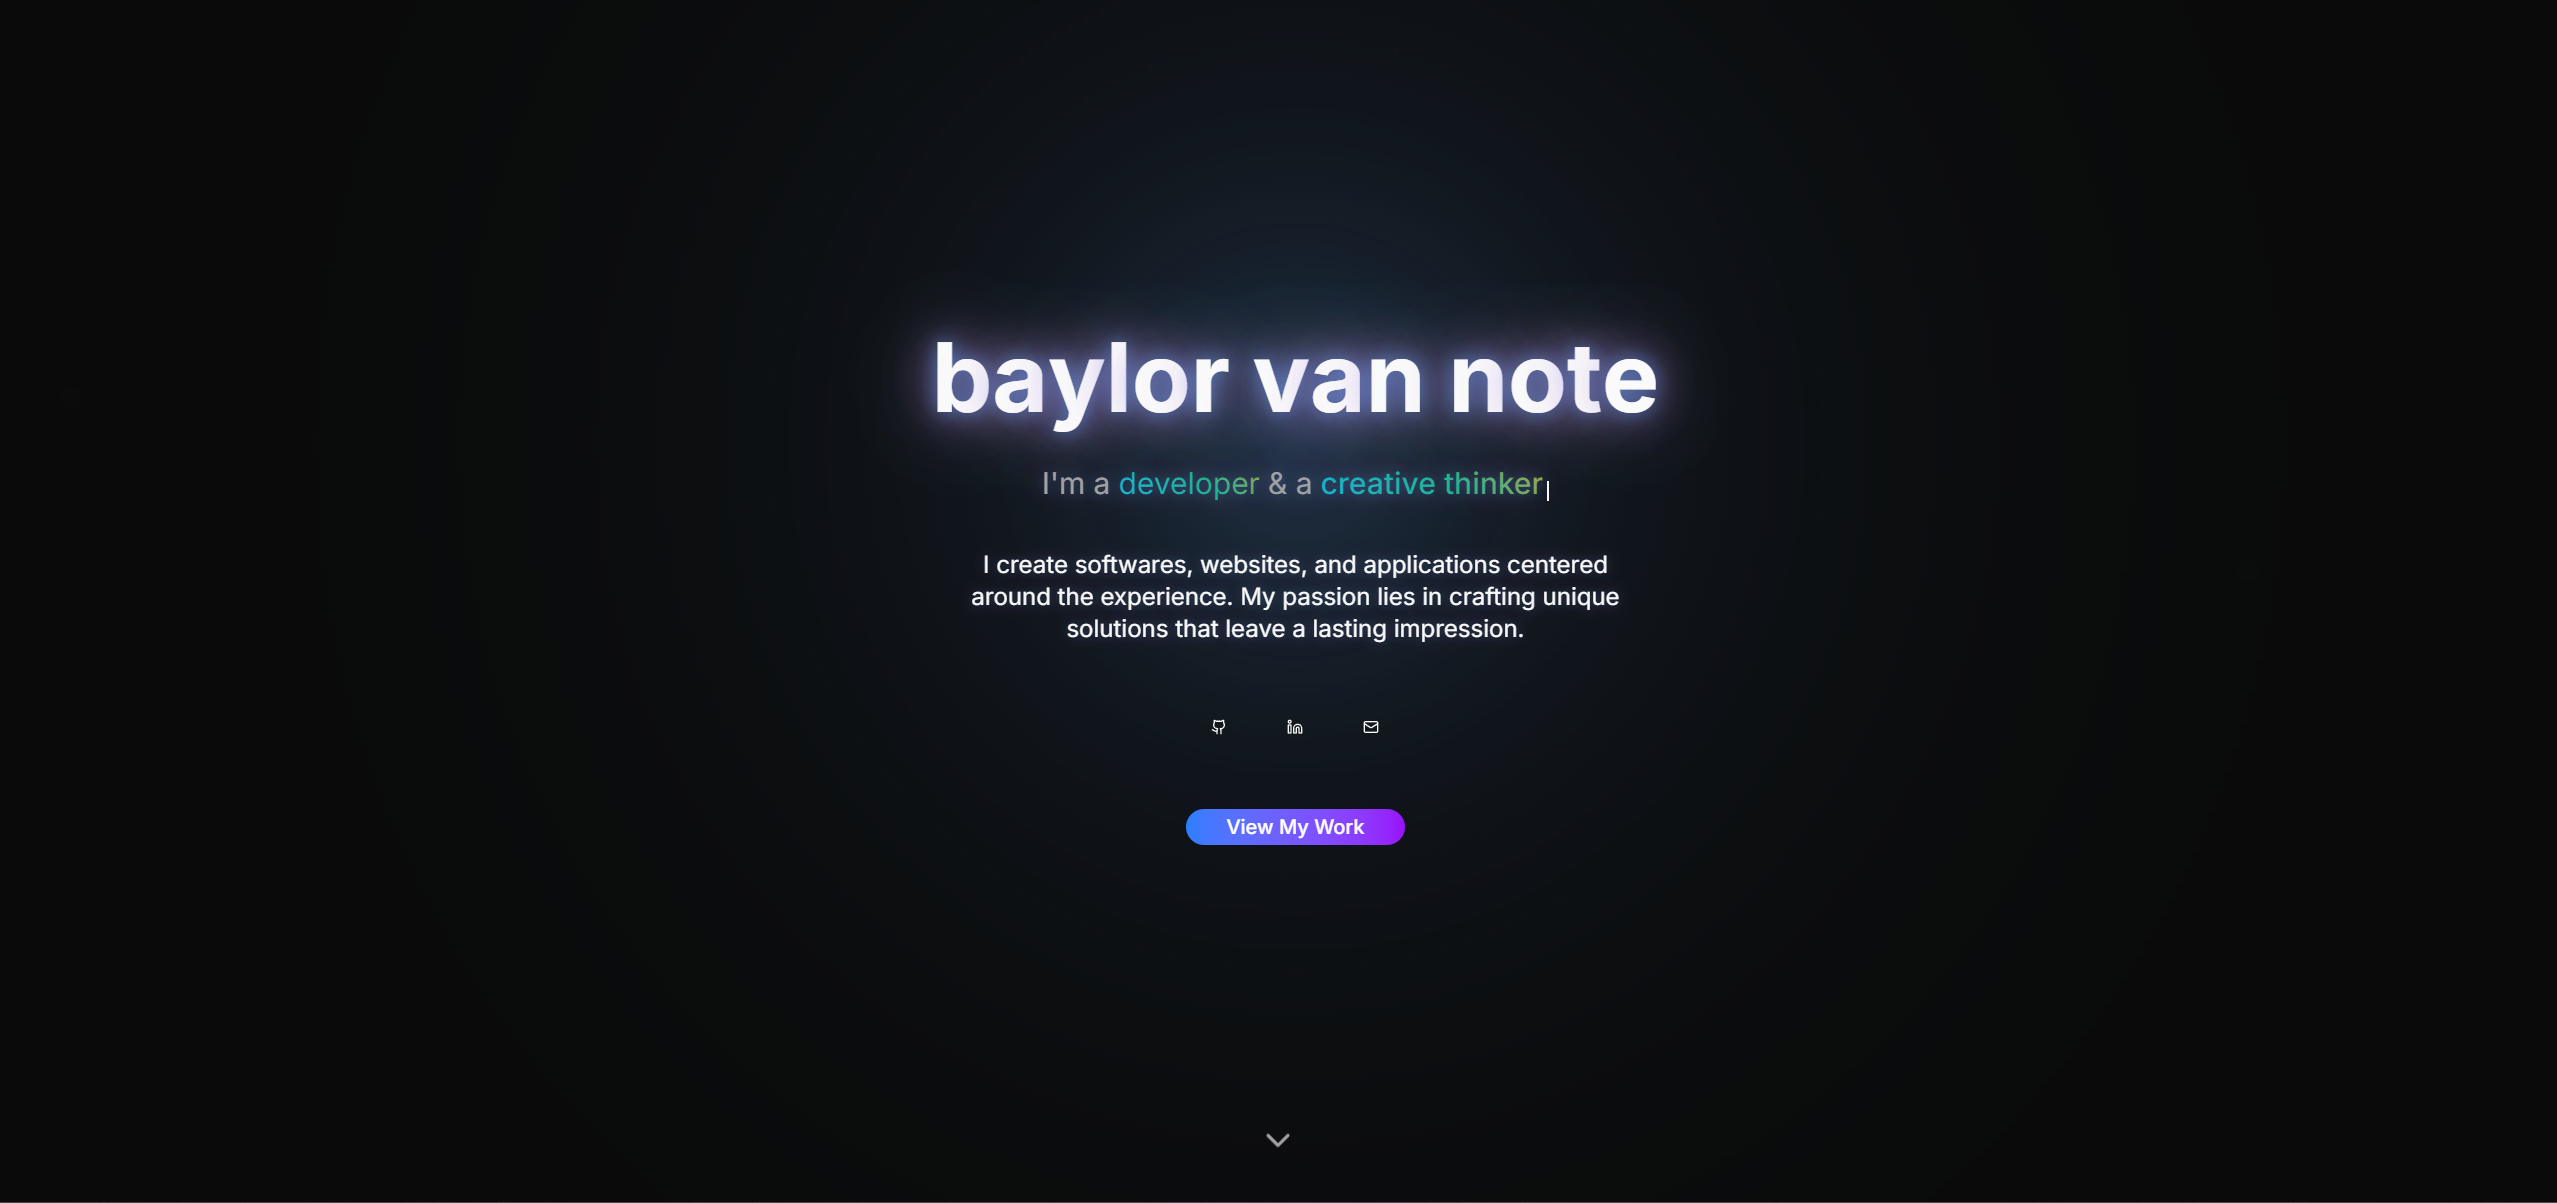 baylor van note
I'm a developer & a creative thinker
I create softwares, websites, and applications centered
around the experience. My passion lies in crafting unique
solutions that leave a lasting impression.
View My Work